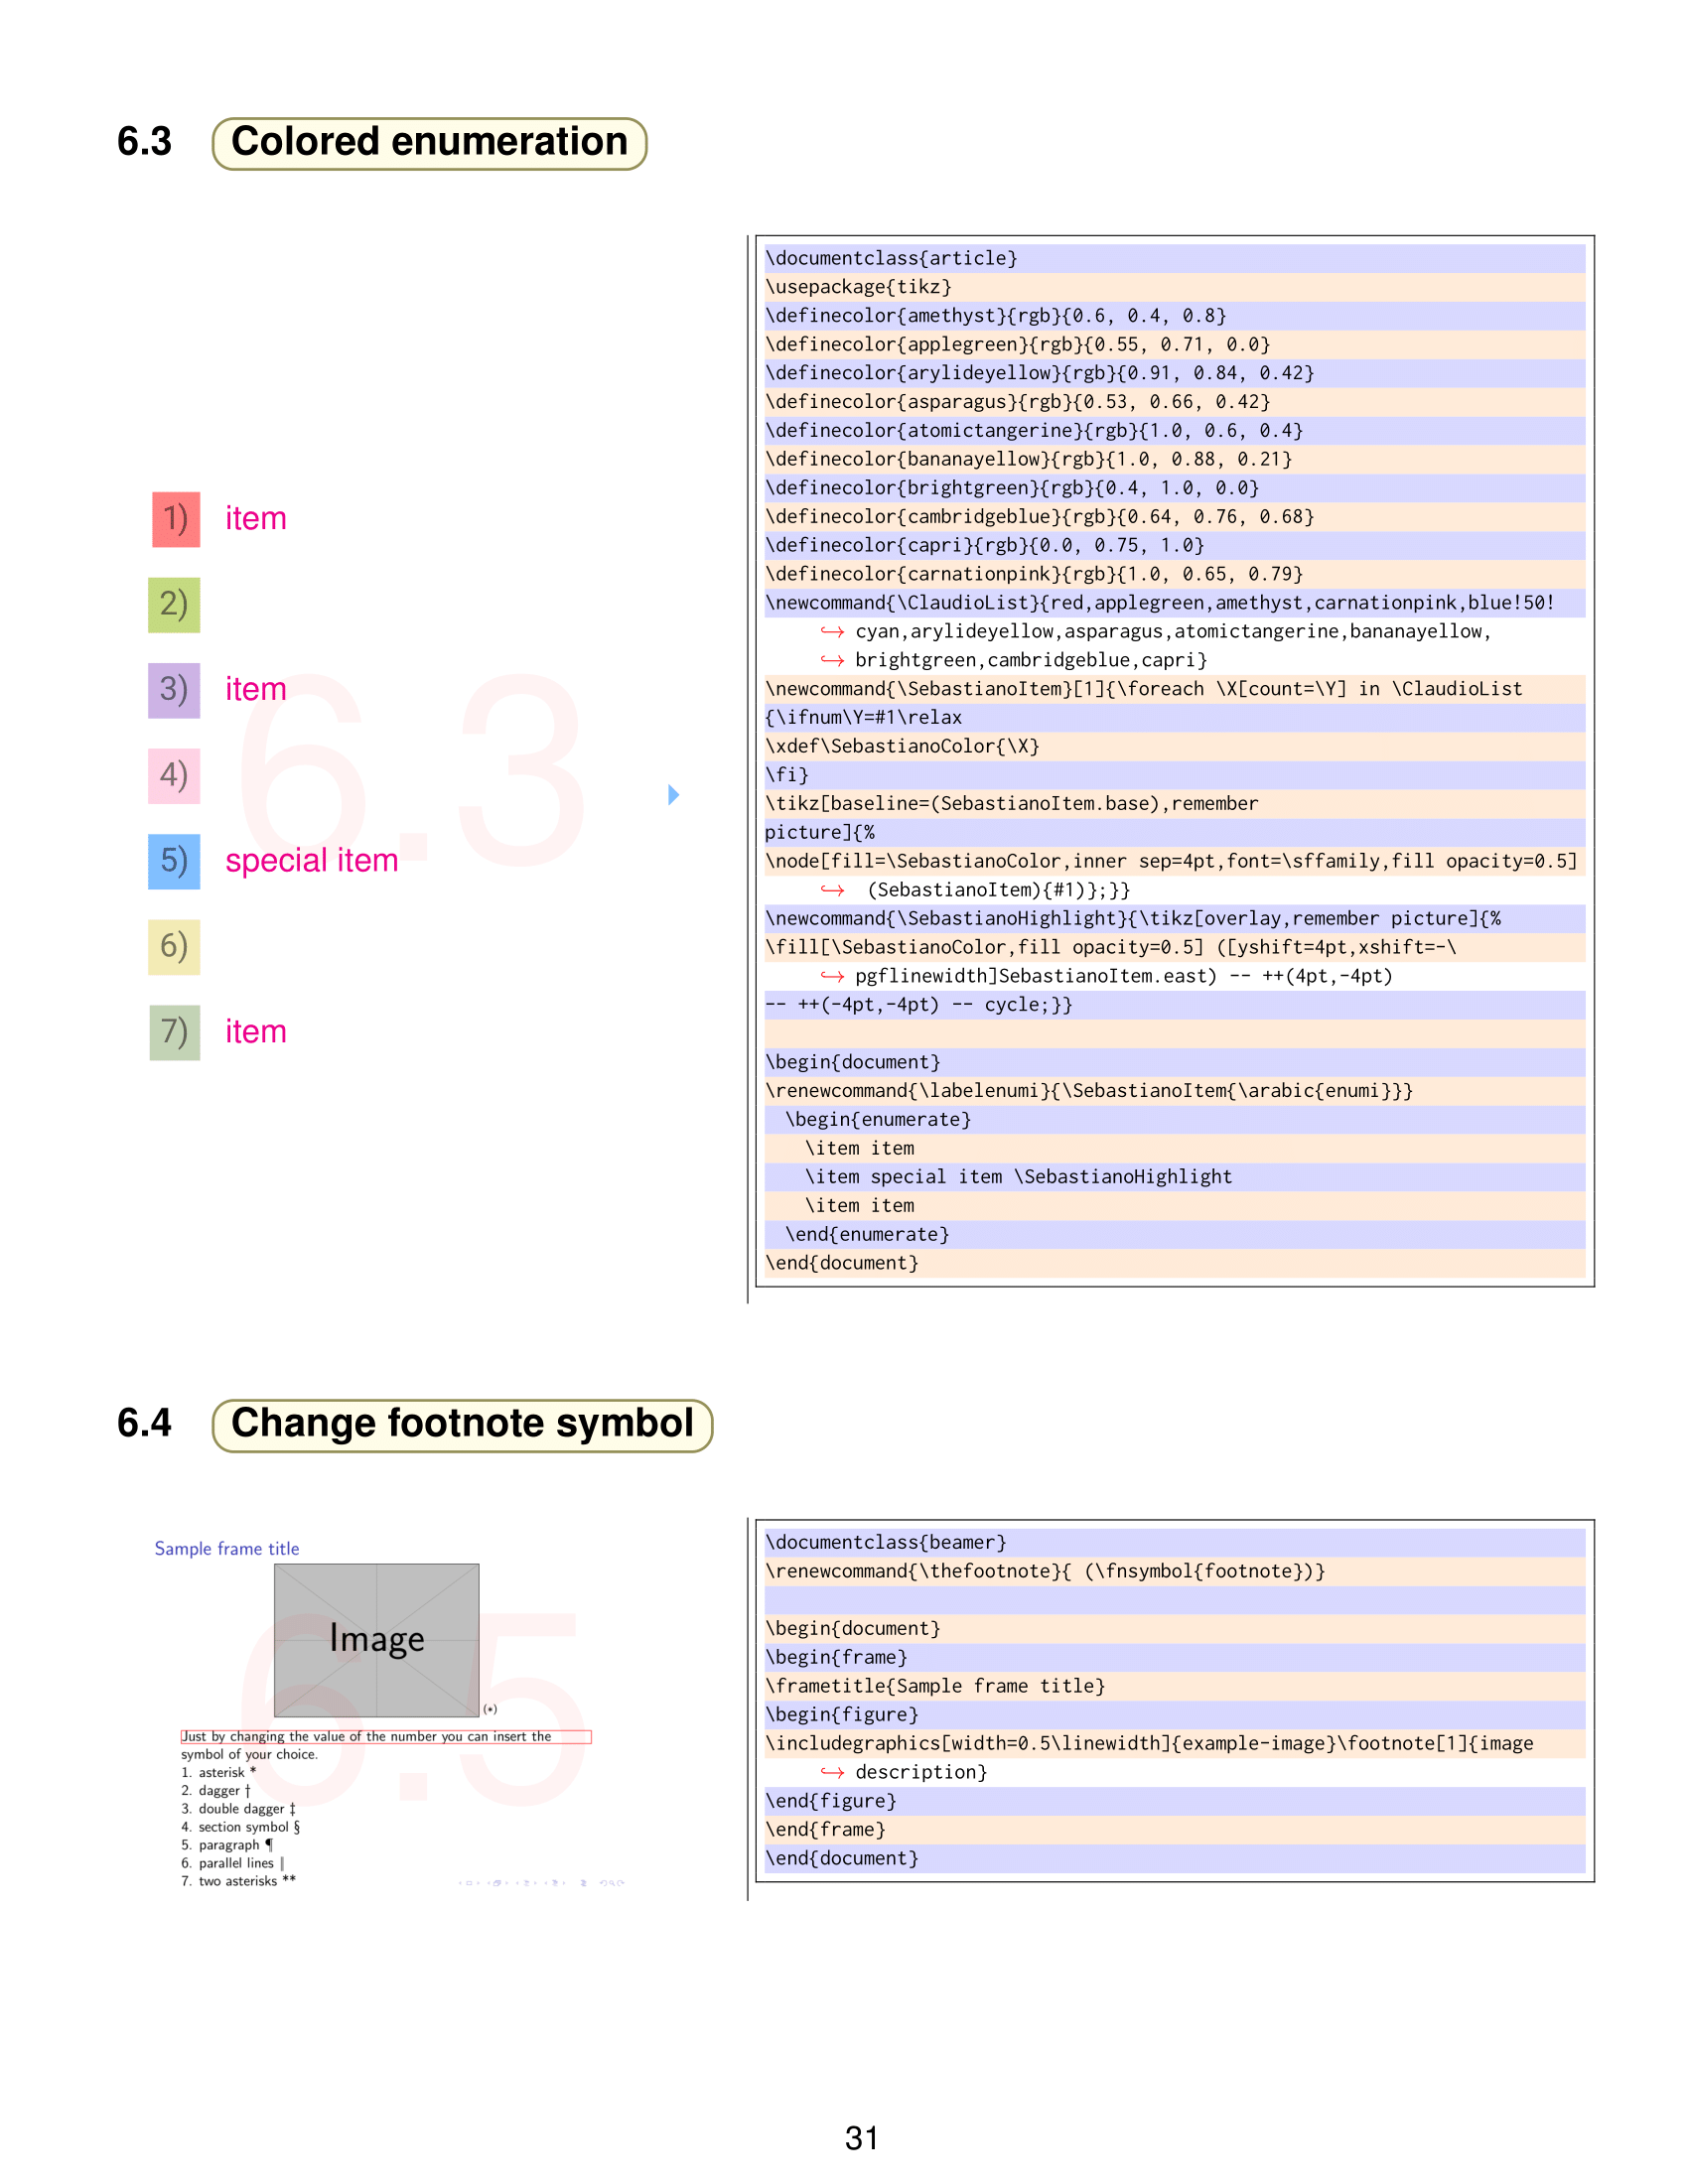 6.3 Colored enumeration
1) item
2)
3) item
4)
5) special item
6)
7) item
6.3
\documentclass{article}
\usepackage{tikz}
\definecolor{amethyst}{rgb}{0.6, 0.4, 0.8}
\definecolor{applegreen}{rgb}{0.55, 0.71, 0.0}
\definecolor{arylideyellow}{rgb}{0.91, 0.84, 0.42}
\definecolor{asparagus}{rgb}{0.53, 0.66, 0.42}
\definecolor{atomictangerine}{rgb}{1.0, 0.6, 0.4}
\definecolor{bananayellow}{rgb}{1.0, 0.88, 0.21}
\definecolor{brightgreen}{rgb}{0.4, 1.0, 0.0}
\definecolor{cambridgeblue}{rgb}{0.64, 0.76, 0.68}
\definecolor{capri}{rgb}{0.0, 0.75, 1.0}
\definecolor{carnationpink}{rgb}{1.0, 0.65, 0.79}
\newcommand{\ClaudioList}{red,applegreen,amethyst,carnationpink,blue!50!
↪ cyan,arylideyellow,asparagus,atomictangerine,bananayellow,
↪ brightgreen,cambridgeblue,capri}
\newcommand{\SebastianoItem}[1]{\foreach \X[count=\Y] in \ClaudioList
{\ifnum\Y=#1\relax
\xdef\SebastianoColor{\X}
\fi}
\tikz[baseline=(SebastianoItem.base),remember
picture]{%
\node[fill=\SebastianoColor,inner sep=4pt,font=\sffamily,fill opacity=0.5]
↪ (SebastianoItem){#1)};}}
\newcommand{\SebastianoHighlight}{\tikz[overlay,remember picture]{%
\fill[\SebastianoColor,fill opacity=0.5] ([yshift=4pt,xshift=-\
↪ pgflinewidth]SebastianoItem.east) -- ++(4pt,-4pt)
-- ++(-4pt,-4pt) -- cycle;}}
\begin{document}
\renewcommand{\labelenumi}{\SebastianoItem{\arabic{enumi}}}
\begin{enumerate}
\item item
\item special item \SebastianoHighlight
\item item
\end{enumerate}
\end{document}
6.4 Change footnote symbol
Sample frame title
Image
(*)
Just by changing the value of the number you can insert the
symbol of your choice.
1. asterisk *
2. dagger †
3. double dagger ‡
4. section symbol §
5. paragraph ¶
6. parallel lines ∥
7. two asterisks **
6.5
\documentclass{beamer}
\renewcommand{\thefootnote}{ (\fnsymbol{footnote})}
\begin{document}
\begin{frame}
\frametitle{Sample frame title}
\begin{figure}
\includegraphics[width=0.5\linewidth]{example-image}\footnote[1]{image
↪ description}
\end{figure}
\end{frame}
\end{document}
31